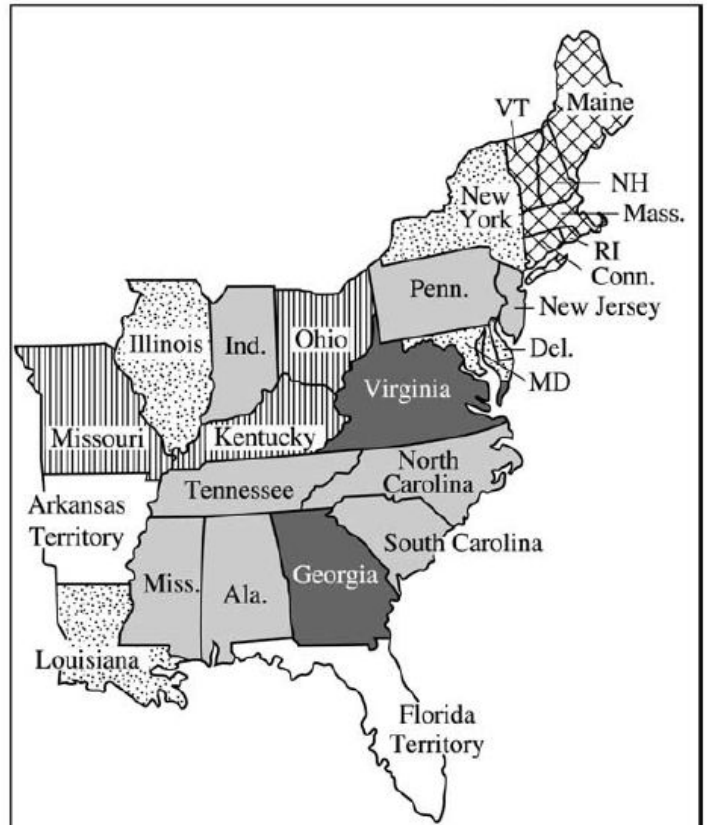 VT
Maine
NH
New
York
Mass.
RI
Conn.
Penn.
New Jersey
Illinois
Ind.
Ohio
Del.
MD
Virginia
Missouri
Kentucky
North
Carolina
Tennessee
Arkansas
Territory
South Carolina
Miss.
Ala.
Georgia
Louisiana
Florida
Territory